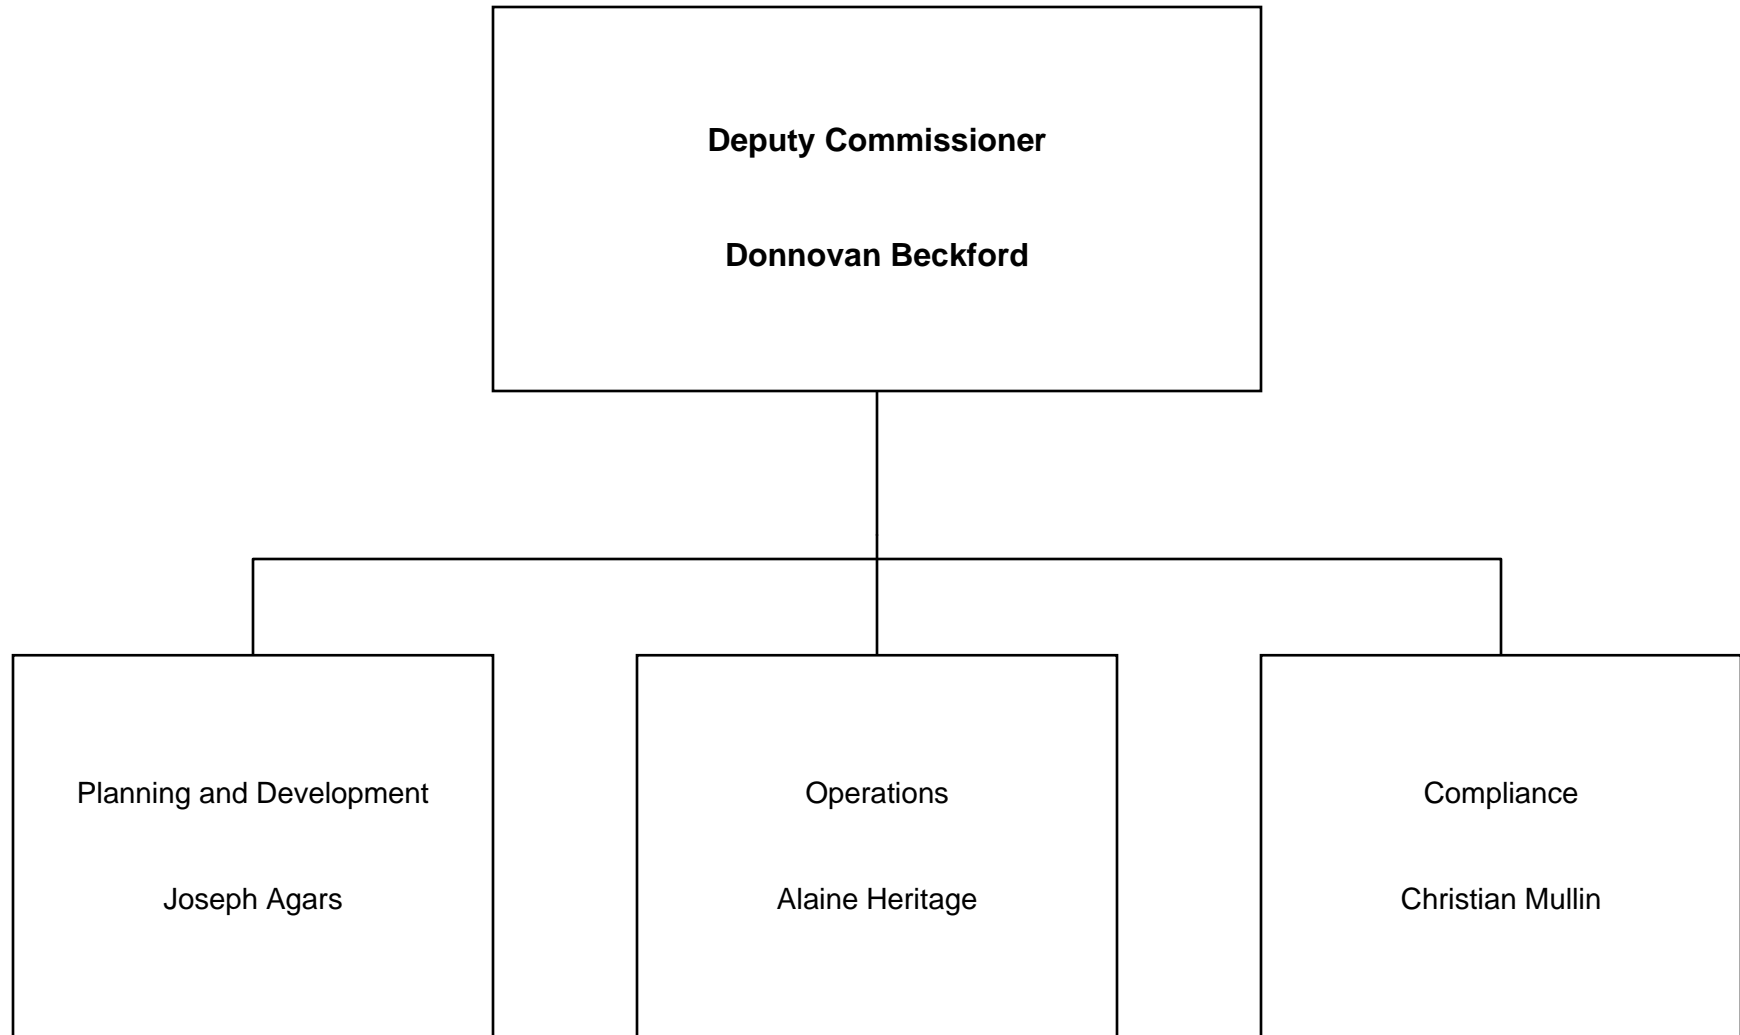 Deputy Commissioner
Donnovan Beckford
Planning and Development
Joseph Agars
Operations
Alaine Heritage
Compliance
Christian Mullin